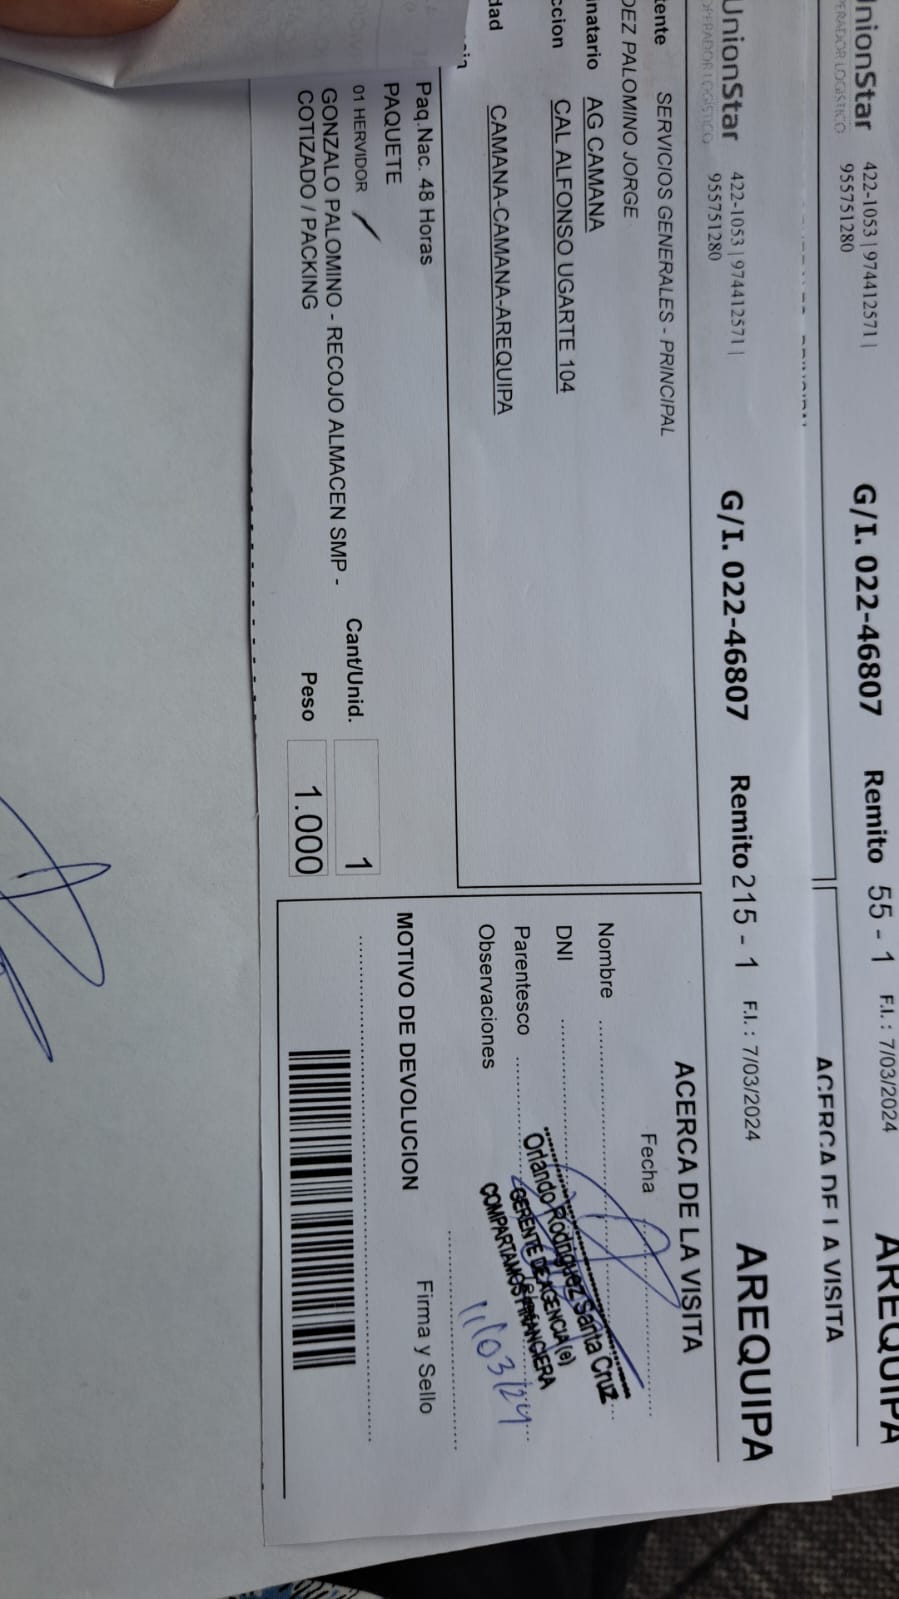 UnionStar
OPERADOR LOGISTICO
422-1053 | 974412571 |
955751280
G/I. 022-46807
Remito 55 - 1
F.I. : 7/03/2024
AREQUIPA
ACERCA DE LA VISITA
UnionStar
OPERADOR LOGISTICO
422-1053 | 974412571 |
955751280
G/I. 022-46807
Remito 215 - 1
F.I. : 7/03/2024
AREQUIPA
tente SERVICIOS GENERALES - PRINCIPAL
DEZ PALOMINO JORGE
inatario AG CAMANA
ccion CAL ALFONSO UGARTE 104
dad CAMANA-CAMANA-AREQUIPA
Paq.Nac. 48 Horas
PAQUETE
01 HERVIDOR
GONZALO PALOMINO - RECOJO ALMACEN SMP -
COTIZADO / PACKING
Cant/Unid. 1
Peso 1.000
ACERCA DE LA VISITA
Fecha
Nombre
DNI
Parentesco
Observaciones
Orlando Rodriguez Santa Cruz
GERENTE DE AGENCIA (e)
COMPARTAMOS FINANCIERA
11/03/24
MOTIVO DE DEVOLUCION
Firma y Sello